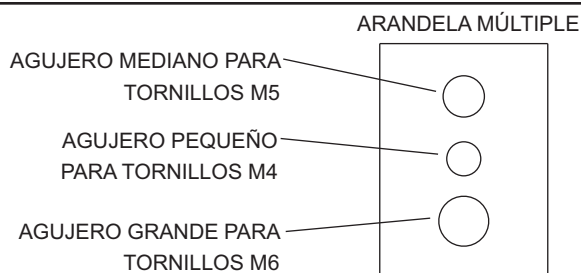 ARANDELA MÚLTIPLE
AGUJERO MEDIANO PARA
TORNILLOS M5
AGUJERO PEQUEÑO
PARA TORNILLOS M4
AGUJERO GRANDE PARA
TORNILLOS M6